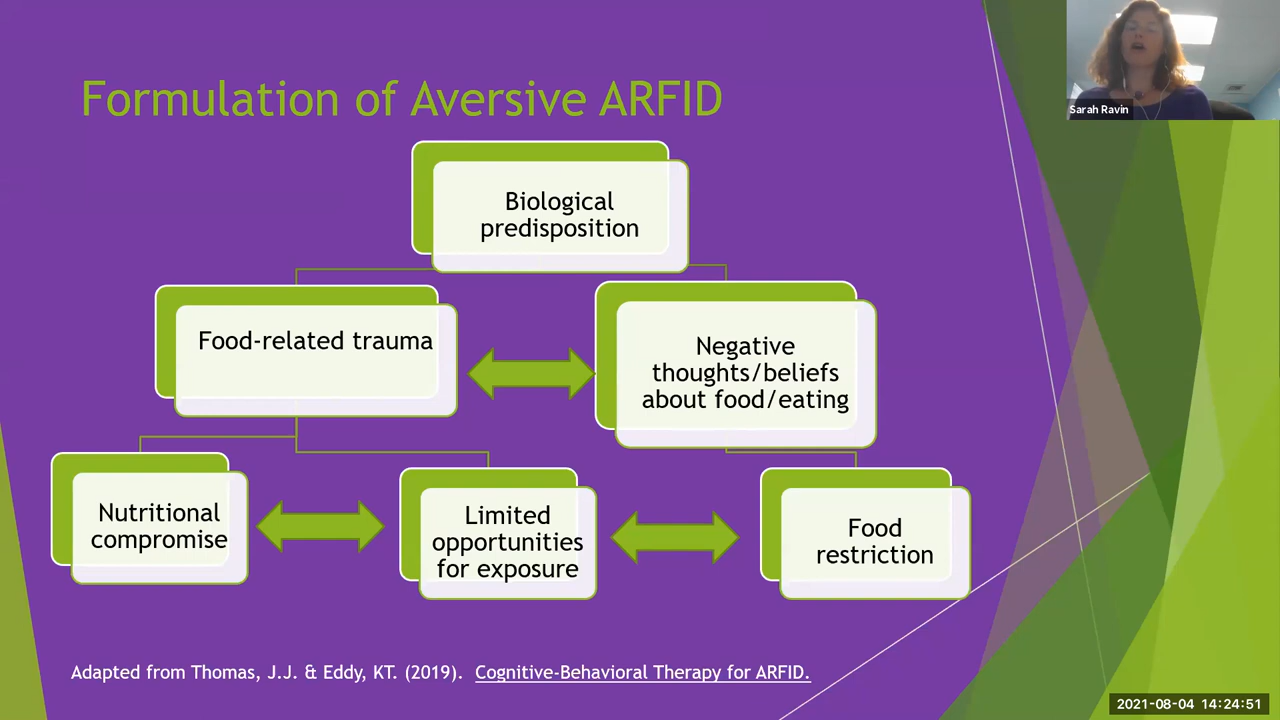 Formulation of Aversive ARFID
Sarah Ravin
Biological
predisposition
Food-related trauma
Negative
thoughts/beliefs
about food/eating
Nutritional
compromise
Limited
opportunities
for exposure
Food
restriction
Adapted from Thomas, J.J. & Eddy, KT. (2019).  Cognitive-Behavioral Therapy for ARFID.
2021-08-04 14:24:51